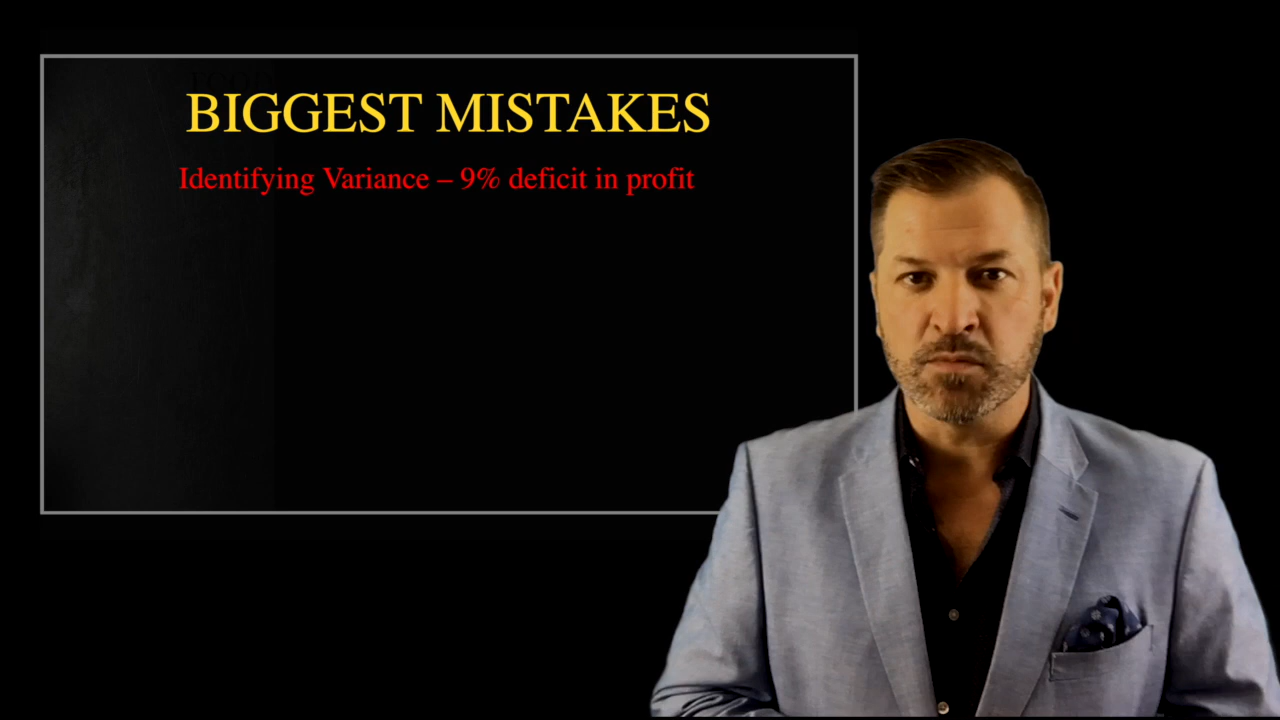 BIGGEST MISTAKES
Identifying Variance – 9% deficit in profit